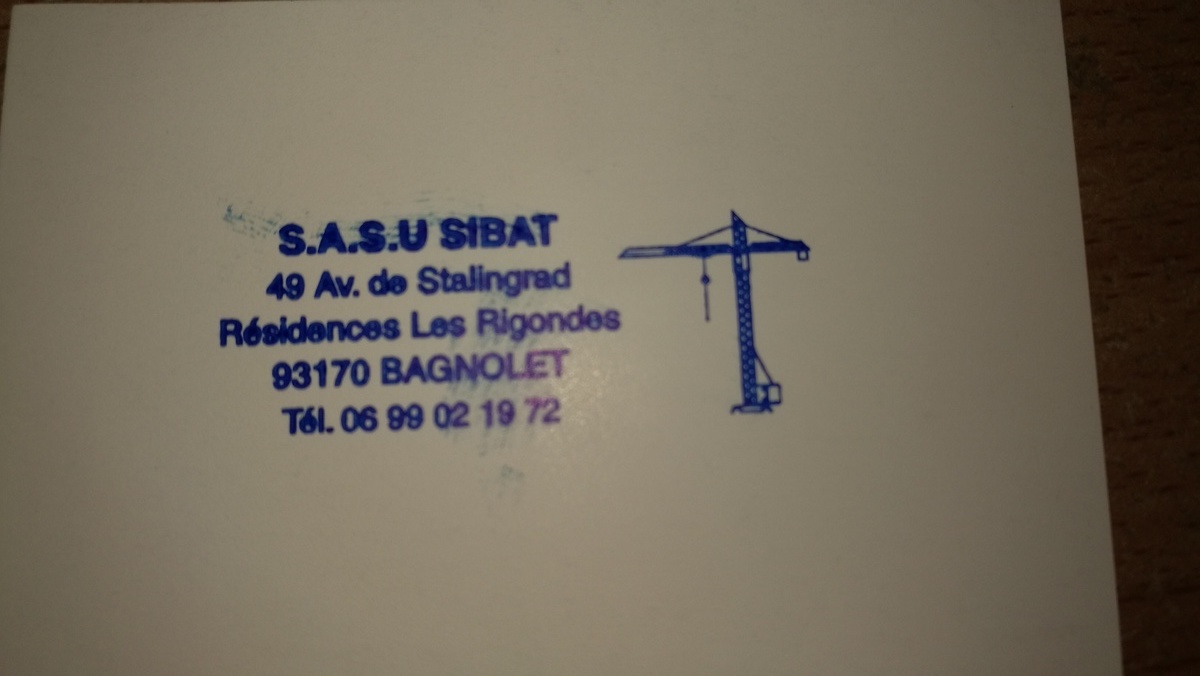 S.A.S.U SIBAT
49 Av. de Stalingrad
Résidences Les Rigondes
93170 BAGNOLET
Tél. 06 99 02 19 72